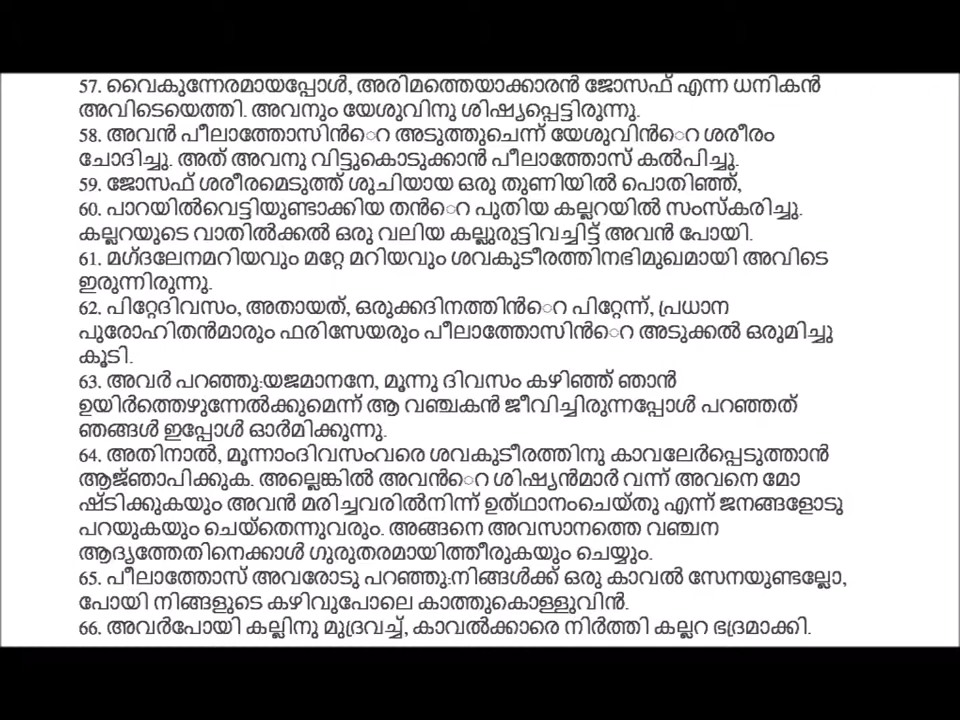 57. വൈകുന്നേരമായപ്പോൾ, അരിമത്തെയാക്കാരൻ ജോസഫ് എന്ന ധനികൻ
അവിടെയെത്തി. അവനും യേശുവിനു ശിഷ്യപ്പെട്ടിരുന്നു.
58. അവൻ പീലാത്തോസിൻെറ അടുത്തുചെന്ന് യേശുവിൻെറ ശരീരം
ചോദിച്ചു. അത് അവനു വിട്ടുകൊടുക്കാൻ പീലാത്തോസ് കൽപിച്ചു.
59. ജോസഫ് ശരീരമെടുത്ത് ശുചിയായ ഒരു തുണിയിൽ പൊതിഞ്ഞ്,
60. പാറയിൽവെട്ടിയുണ്ടാക്കിയ തൻെറ പുതിയ കല്ലറയിൽ സംസ്കരിച്ചു.
കല്ലറയുടെ വാതിൽക്കൽ ഒരു വലിയ കല്ലുരുട്ടിവച്ചിട്ട് അവൻ പോയി.
61. മഗ്ദലേനമറിയവും മറ്റേ മറിയവും ശവകുടീരത്തിനഭിമുഖമായി അവിടെ
ഇരുന്നിരുന്നു.
62. പിറ്റേദിവസം, അതായത്, ഒരുക്കദിനത്തിൻെറ പിറ്റേന്ന്, പ്രധാന
പുരോഹിതൻമാരും ഫരിസേയരും പീലാത്തോസിൻെറ അടുക്കൽ ഒരുമിച്ചു
കൂടി.
63. അവർ പറഞ്ഞു:യജമാനനേ, മൂന്നു ദിവസം കഴിഞ്ഞ് ഞാൻ
ഉയിർത്തെഴുന്നേൽക്കുമെന്ന് ആ വഞ്ചകൻ ജീവിച്ചിരുന്നപ്പോൾ പറഞ്ഞത്
ഞങ്ങൾ ഇപ്പോൾ ഓർമിക്കുന്നു.
64. അതിനാൽ, മൂന്നാംദിവസംവരെ ശവകുടീരത്തിനു കാവലേർപ്പെടുത്താൻ
ആജ്ഞാപിക്കുക. അല്ലെങ്കിൽ അവൻെറ ശിഷ്യൻമാർ വന്ന് അവനെ മോ
ഷ്ടിക്കുകയും അവൻ മരിച്ചവരിൽനിന്ന് ഉത്ഥാനംചെയ്തു എന്ന് ജനങ്ങളോടു
പറയുകയും ചെയ്തെന്നുവരും. അങ്ങനെ അവസാനത്തെ വഞ്ചന
ആദ്യത്തേതിനെക്കാൾ ഗുരുതരമായിത്തീരുകയും ചെയ്യും.
65. പീലാത്തോസ് അവരോടു പറഞ്ഞു:നിങ്ങൾക്ക് ഒരു കാവൽ സേനയുണ്ടല്ലോ,
പോയി നിങ്ങളുടെ കഴിവുപോലെ കാത്തുകൊള്ളുവിൻ.
66. അവർപോയി കല്ലിനു മുദ്രവച്ച്, കാവൽക്കാരെ നിർത്തി കല്ലറ ഭദ്രമാക്കി.